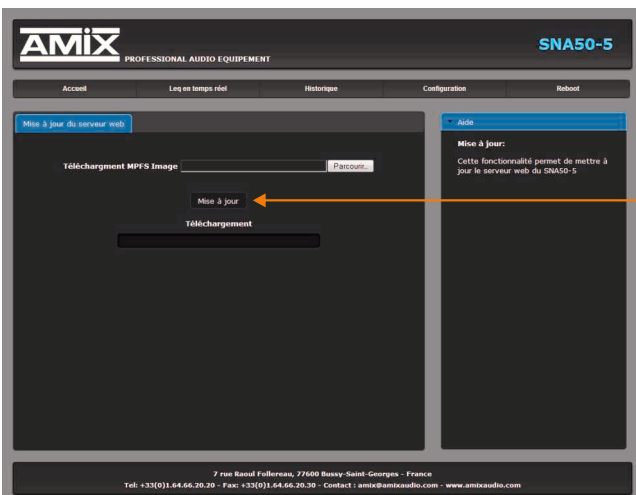 AMiX
PROFESSIONAL AUDIO EQUIPEMENT
SNA50-5
Accueil Leq en temps réel Historique Configuration Reboot
Mise à jour du serveur web
Aide
Mise à jour:
Cette fonctionnalité permet de mettre à
jour le serveur web du SNA50-5
Téléchargment MPFS Image Parcourir_
Mise à jour
Téléchargement
7 rue Raoul Follereau, 77600 Bussy-Saint-Georges - France
Tel: +33(0)1.64.66.20.20 - Fax: +33(0)1.64.66.20.30 - Contact : amix@amixaudio.com - www.amixaudio.com